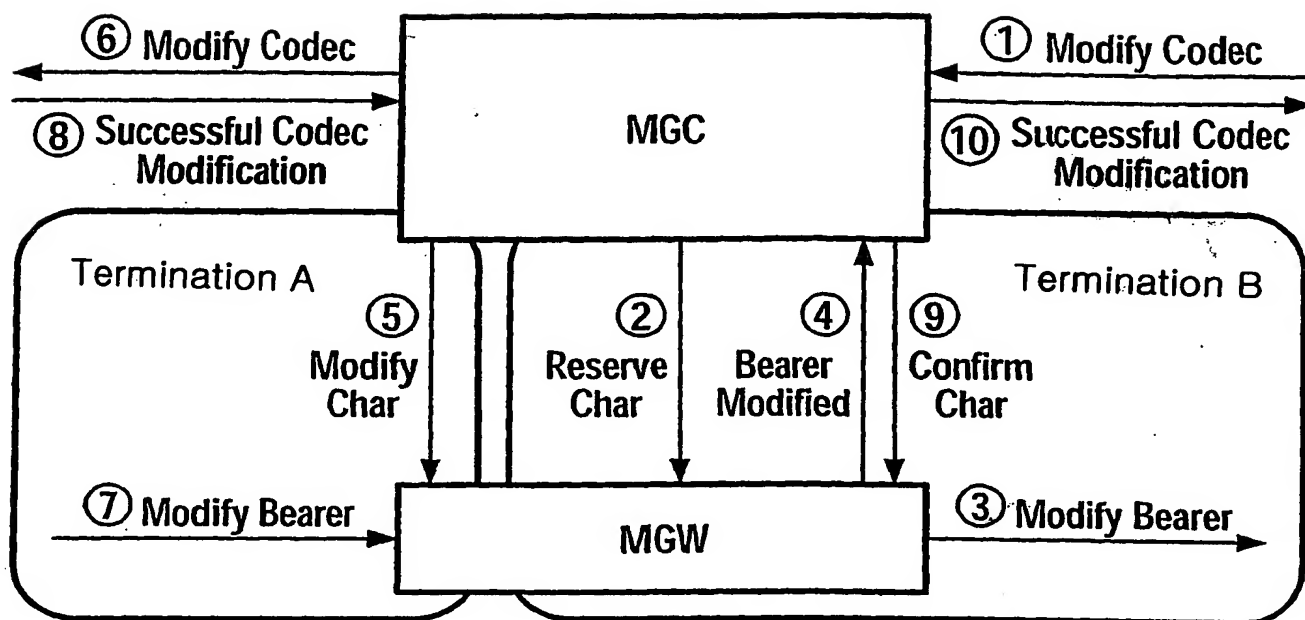 ⑥ Modify Codec
① Modify Codec
MGC
⑧ Successful Codec
Modification
⑩ Successful Codec
Modification
Termination A
Termination B
⑤
Modify
Char
②
Reserve
Char
④
Bearer
Modified
⑨
Confirm
Char
⑦ Modify Bearer
MGW
③ Modify Bearer